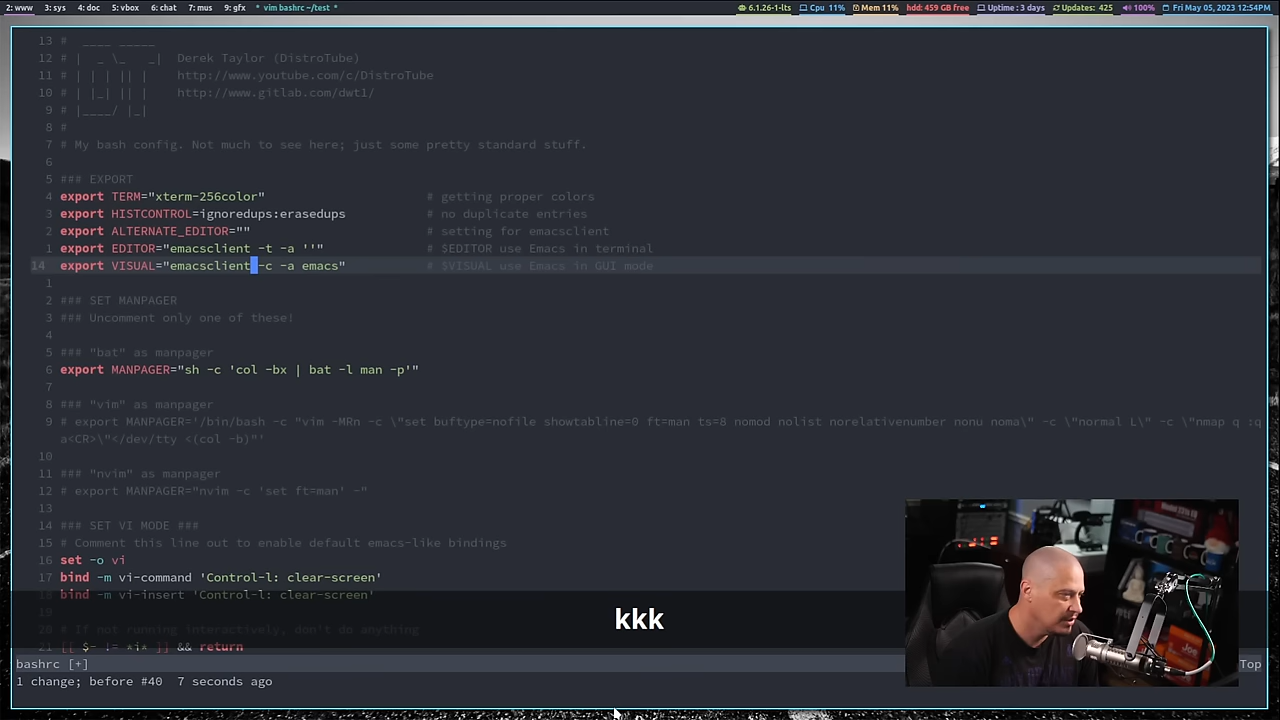 2: www 3: sys 4: doc 5: vbox 6: chat 7: mus 9: gfx * vim bashrc ~/test * 6.1.26-1-lts Cpu 11% Mem 11% hdd: 459 GB free Uptime : 3 days Updates: 425 100% Fri May 05, 2023 12:54PM
13 # ____ _____
12 # | _ \_ _| Derek Taylor (DistroTube)
11 # | | | || | http://www.youtube.com/c/DistroTube
10 # | |_| || | http://www.gitlab.com/dwt1/
9 # |____/ |_|
8 #
7 # My bash config. Not much to see here; just some pretty standard stuff.
6
5 ### EXPORT
4 export TERM="xterm-256color" # getting proper colors
3 export HISTCONTROL=ignoredups:erasedups # no duplicate entries
2 export ALTERNATE_EDITOR="" # setting for emacsclient
1 export EDITOR="emacsclient -t -a ''" # $EDITOR use Emacs in terminal
14 export VISUAL="emacsclient -c -a emacs" # $VISUAL use Emacs in GUI mode
1
2 ### SET MANPAGER
3 ### Uncomment only one of these!
4
5 ### "bat" as manpager
6 export MANPAGER="sh -c 'col -bx | bat -l man -p'"
7
8 ### "vim" as manpager
9 # export MANPAGER='/bin/bash -c "vim -MRn -c \"set buftype=nofile showtabline=0 ft=man ts=8 nomod nolist norelativenumber nonu noma\" -c \"normal L\" -c \"nmap q :q
a<CR>\"</dev/tty <(col -b)"'
10
11 ### "nvim" as manpager
12 # export MANPAGER="nvim -c 'set ft=man' -"
13
14 ### SET VI MODE ###
15 # Comment this line out to enable default emacs-like bindings
16 set -o vi
17 bind -m vi-command 'Control-l: clear-screen'
18 bind -m vi-insert 'Control-l: clear-screen'
kkk
20 # If not running interactively, don't do anything
21 [[ $- != *i* ]] && return
bashrc [+] Top
1 change; before #40 7 seconds ago